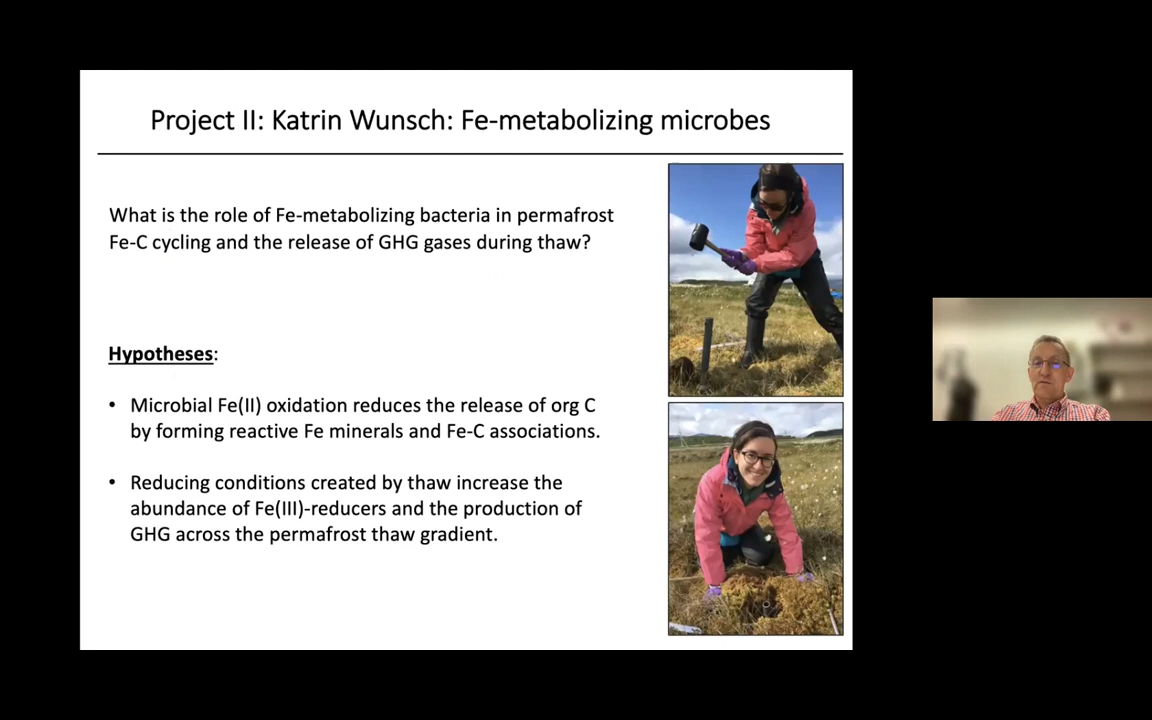 Project II: Katrin Wunsch: Fe-metabolizing microbes
What is the role of Fe-metabolizing bacteria in permafrost
Fe-C cycling and the release of GHG gases during thaw?
Hypotheses:
• Microbial Fe(II) oxidation reduces the release of org C
by forming reactive Fe minerals and Fe-C associations.
• Reducing conditions created by thaw increase the
abundance of Fe(III)-reducers and the production of
GHG across the permafrost thaw gradient.